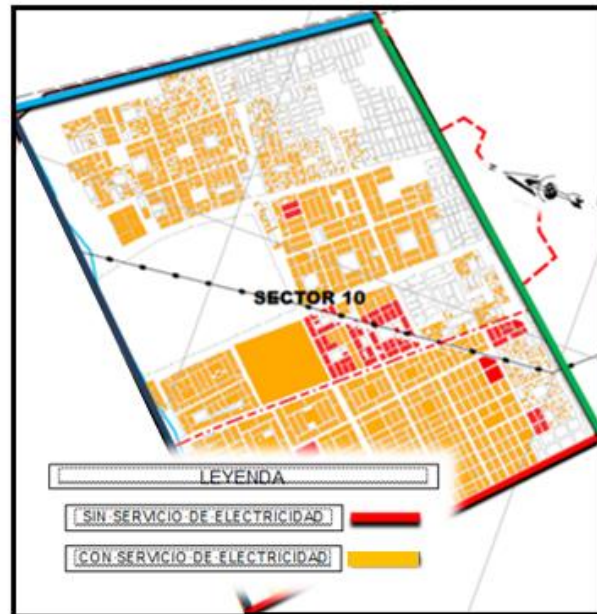 SECTOR 10
LEYENDA
SIN SERVICIO DE ELECTRICIDAD
CON SERVICIO DE ELECTRICIDAD